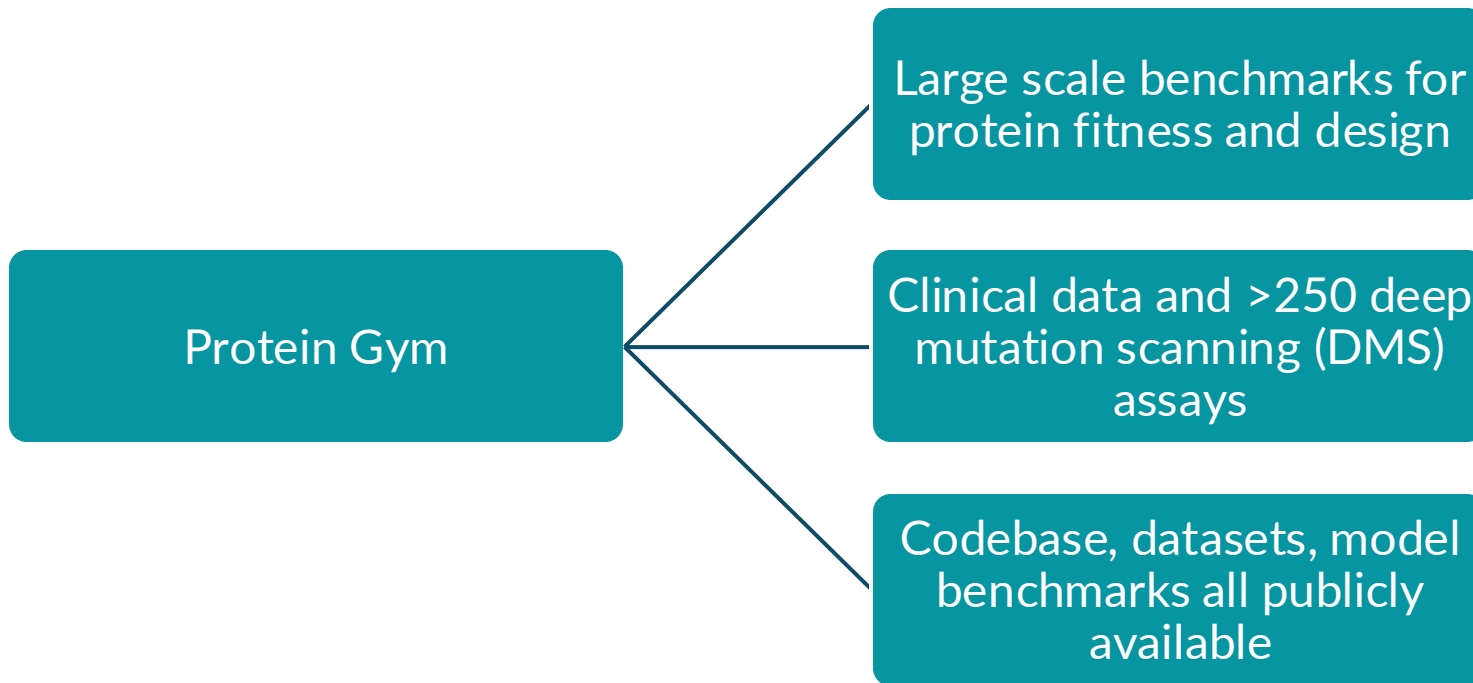 Protein Gym
Large scale benchmarks for
protein fitness and design
Clinical data and >250 deep
mutation scanning (DMS)
assays
Codebase, datasets, model
benchmarks all publicly
available